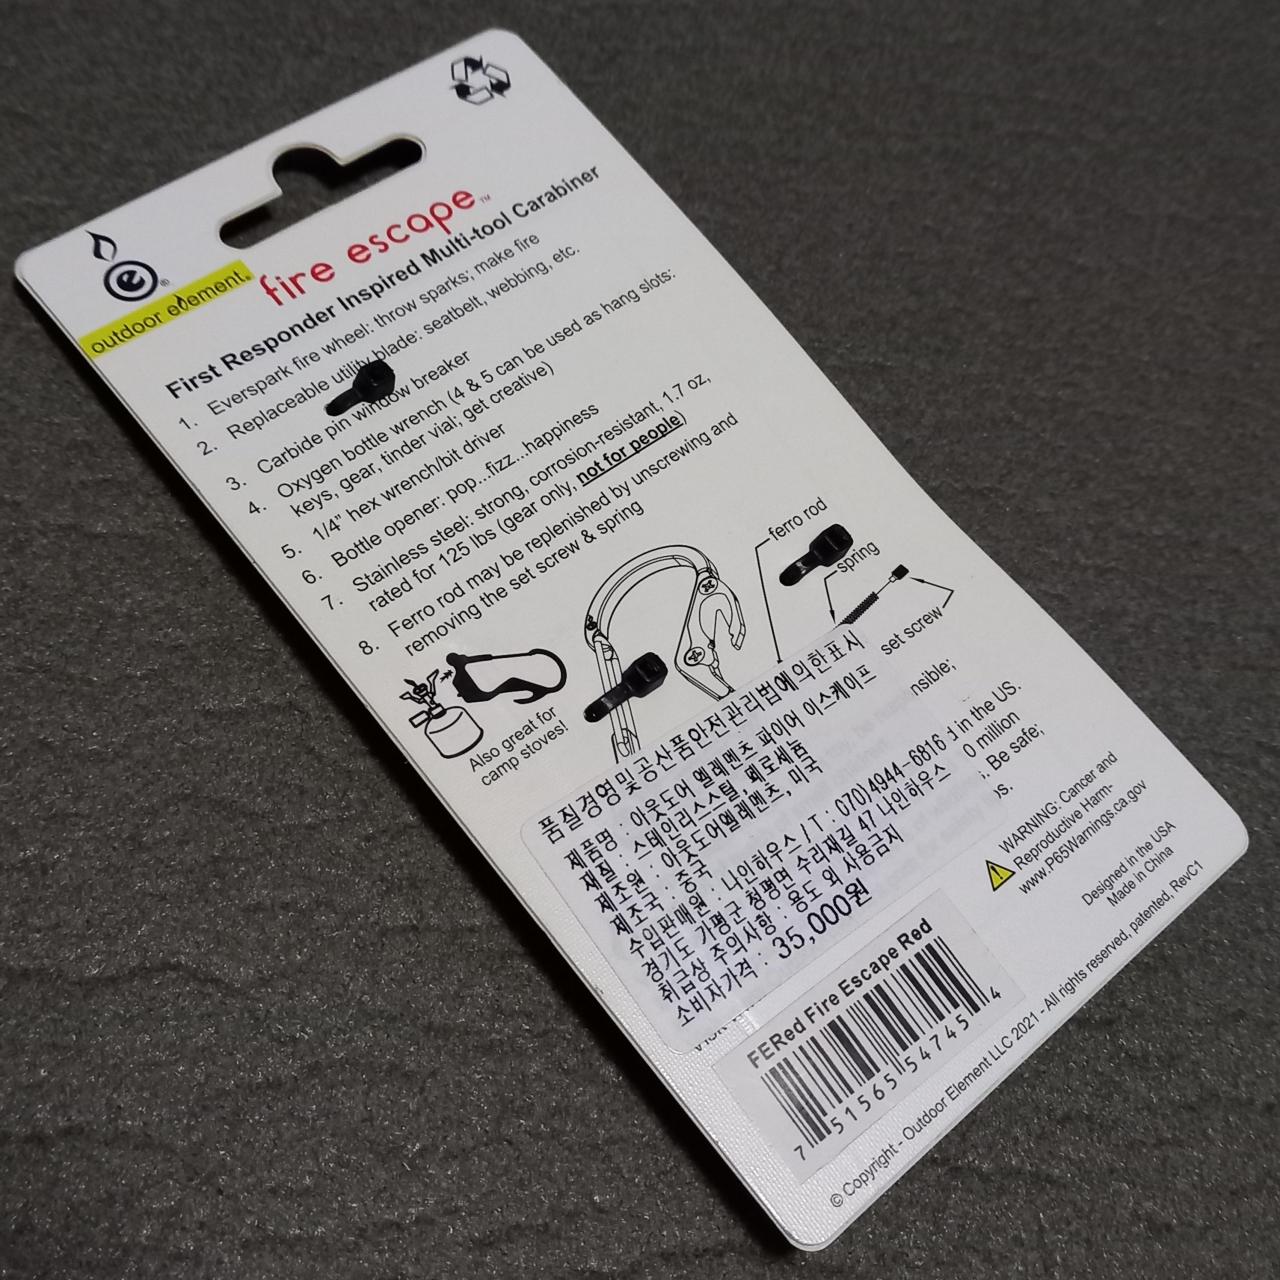 e ®
outdoor element®
fire escape™
First Responder Inspired Multi-tool Carabiner
1. Everspark fire wheel: throw sparks; make fire
2. Replaceable utility blade: seatbelt, webbing, etc.
3. Carbide pin window breaker
4. Oxygen bottle wrench (4 & 5 can be used as hang slots:
keys, gear, tinder vial; get creative)
5. 1/4" hex wrench/bit driver
6. Bottle opener: pop...fizz...happiness
7. Stainless steel: strong, corrosion-resistant, 1.7 oz,
rated for 125 lbs (gear only, not for people)
8. Ferro rod may be replenished by unscrewing and
removing the set screw & spring
ferro rod
spring
set screw
Also great for
camp stoves!
nsible;
in the US.
0 million
. Be safe;
품질경영및공산품안전관리법에의한표시
제품명 : 아웃도어 엘레멘츠 파이어 이스케이프
재질 : 스테인리스스틸, 페로세늄
제조원 : 아웃도어엘레멘츠, 미국
제조국 : 중국
수입판매원 : 나인하우스 / T : 070)4944-6816
경기도 가평군 청평면 수리재길 47 나인하우스
취급상 주의사항 : 용도 외 사용금지
소비자가격 : 35,000원
WARNING: Cancer and
Reproductive Harm-
www.P65Warnings.ca.gov
Designed in the USA
Made in China
FERed Fire Escape Red
7 51565 54745 4
© Copyright - Outdoor Element LLC 2021 - All rights reserved, patented, RevC1